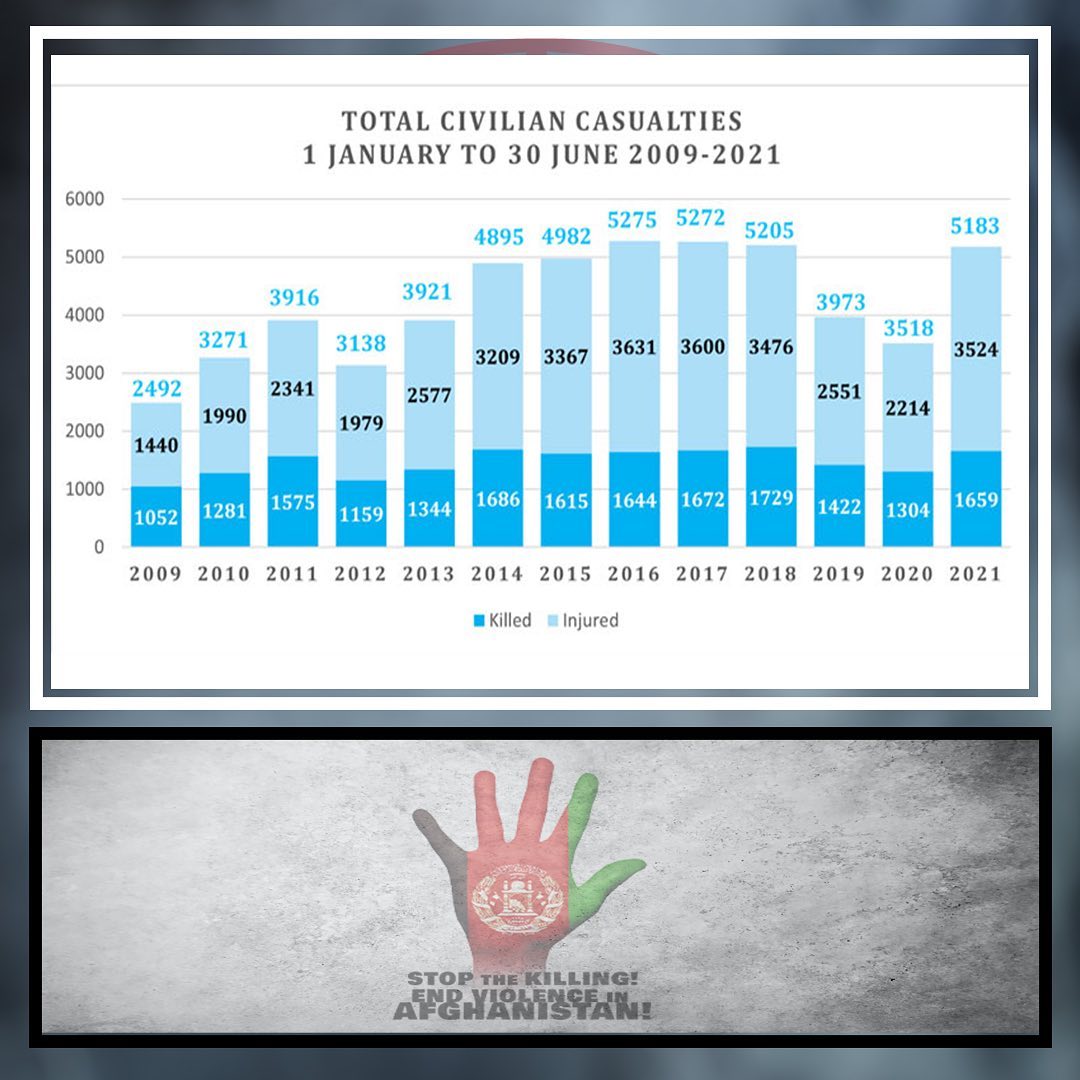 TOTAL CIVILIAN CASUALTIES
1 JANUARY TO 30 JUNE 2009-2021
6000
5000
4000
3000
2000
1000
0
2492 3271 3916 3138 3921 4895 4982 5275 5272 5205 3973 3518 5183
1440 1990 2341 1979 2577 3209 3367 3631 3600 3476 2551 2214 3524
1052 1281 1575 1159 1344 1686 1615 1644 1672 1729 1422 1304 1659
2009 2010 2011 2012 2013 2014 2015 2016 2017 2018 2019 2020 2021
Killed Injured
STOP THE KILLING!
END VIOLENCE IN
AFGHANISTAN!